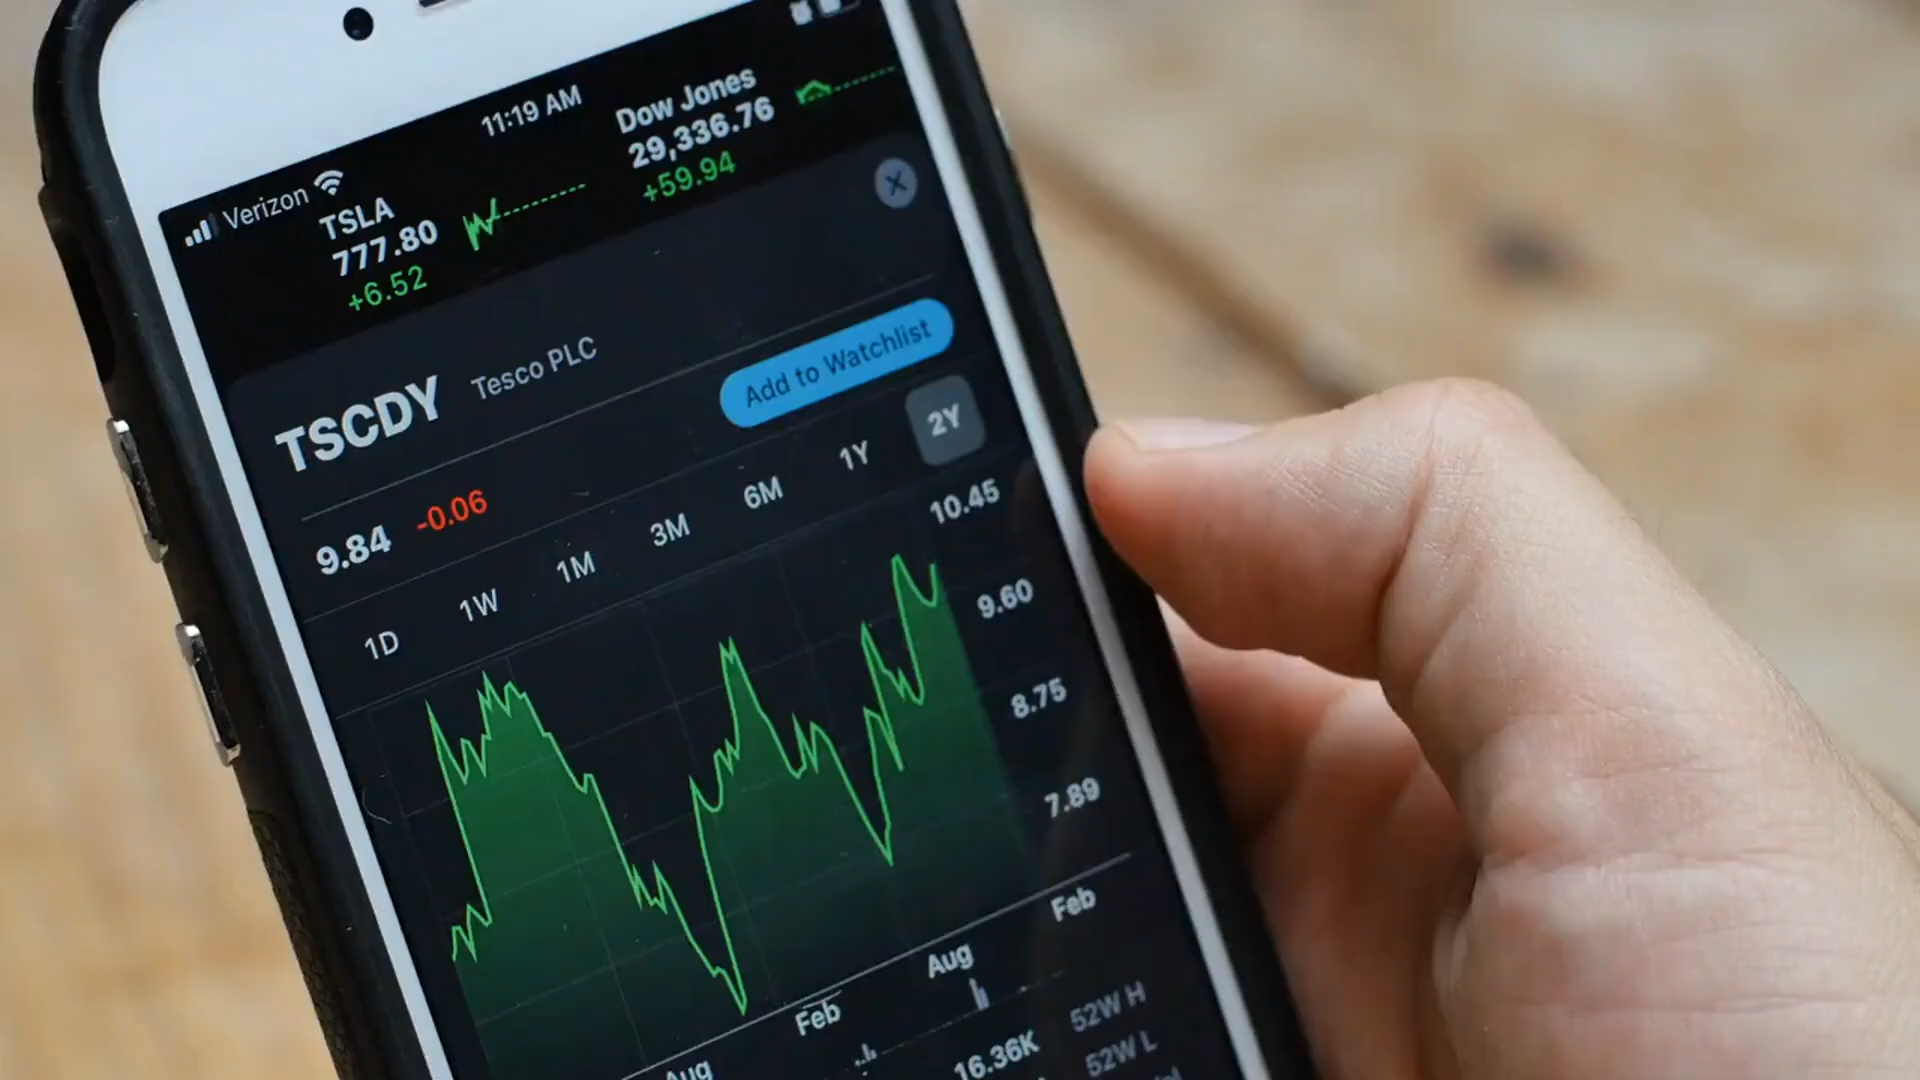 Verizon
11:19 AM
TSLA
777.80
+6.52
Dow Jones
29,336.76
+59.94
TSCDY Tesco PLC
Add to Watchlist
9.84 -0.06
1D 1W 1M 3M 6M 1Y 2Y
10.45
9.60
8.75
7.89
Aug Feb Aug Feb
16.36K
52W H
52W L